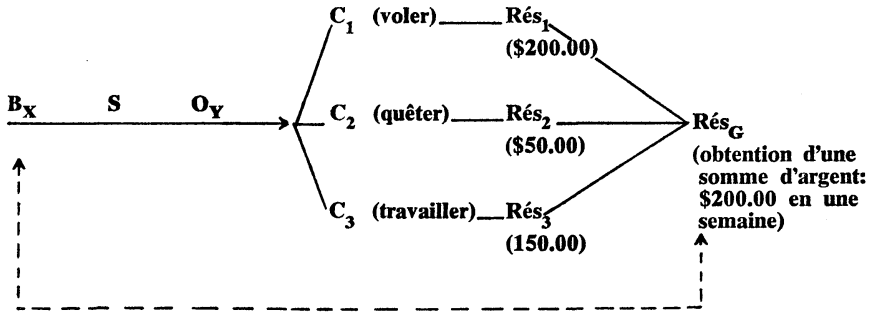 C1 (voler) Rés1
($200.00)
BX S OY
C2 (quêter) Rés2
($50.00)
RésG
(obtention d'une
somme d'argent:
$200.00 en une
semaine)
C3 (travailler) Rés3
(150.00)